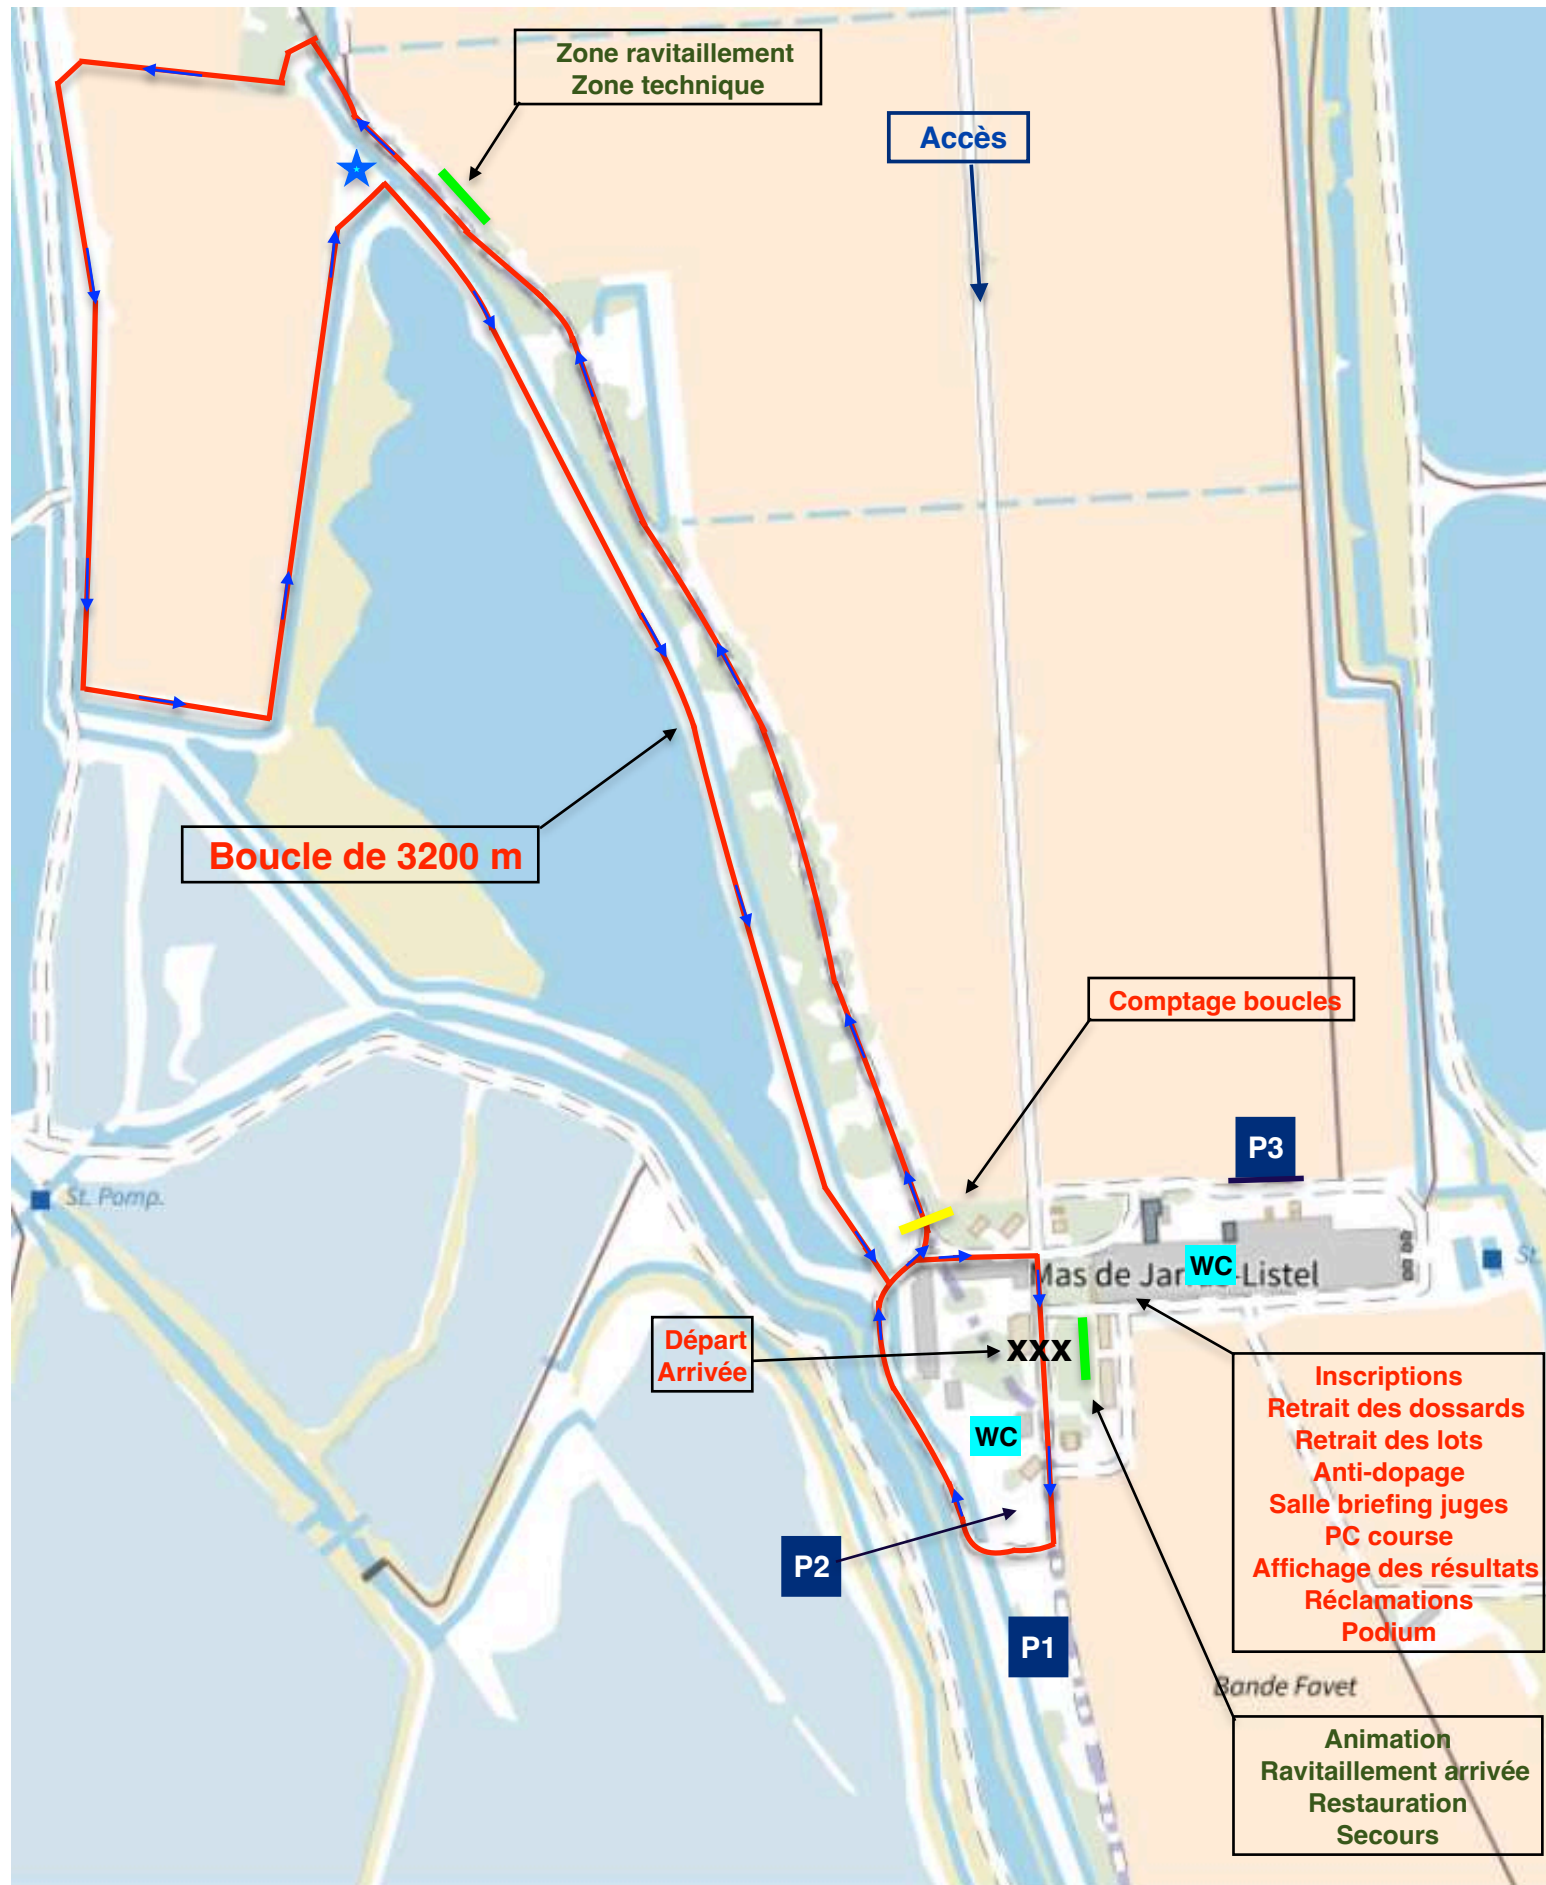 Zone ravitaillement
Zone technique
Accès
Boucle de 3200 m
Comptage boucles
P3
St. Pomp.
St.
WC
Mas de Jar Listel
Départ
Arrivée
xxx
WC
Inscriptions
Retrait des dossards
Retrait des lots
Anti-dopage
Salle briefing juges
PC course
Affichage des résultats
Réclamations
Podium
P2
P1
Bande Favet
Animation
Ravitaillement arrivée
Restauration
Secours